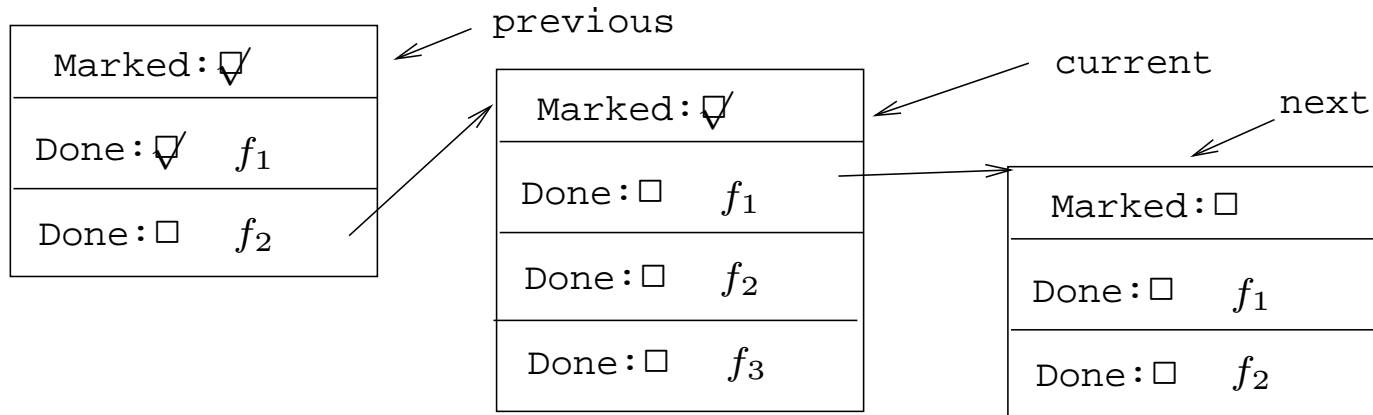 previous
Marked:☑
Done:☑ f₁
Done:☐ f₂
current
Marked:☑
Done:☐ f₁
Done:☐ f₂
Done:☐ f₃
next
Marked:☐
Done:☐ f₁
Done:☐ f₂